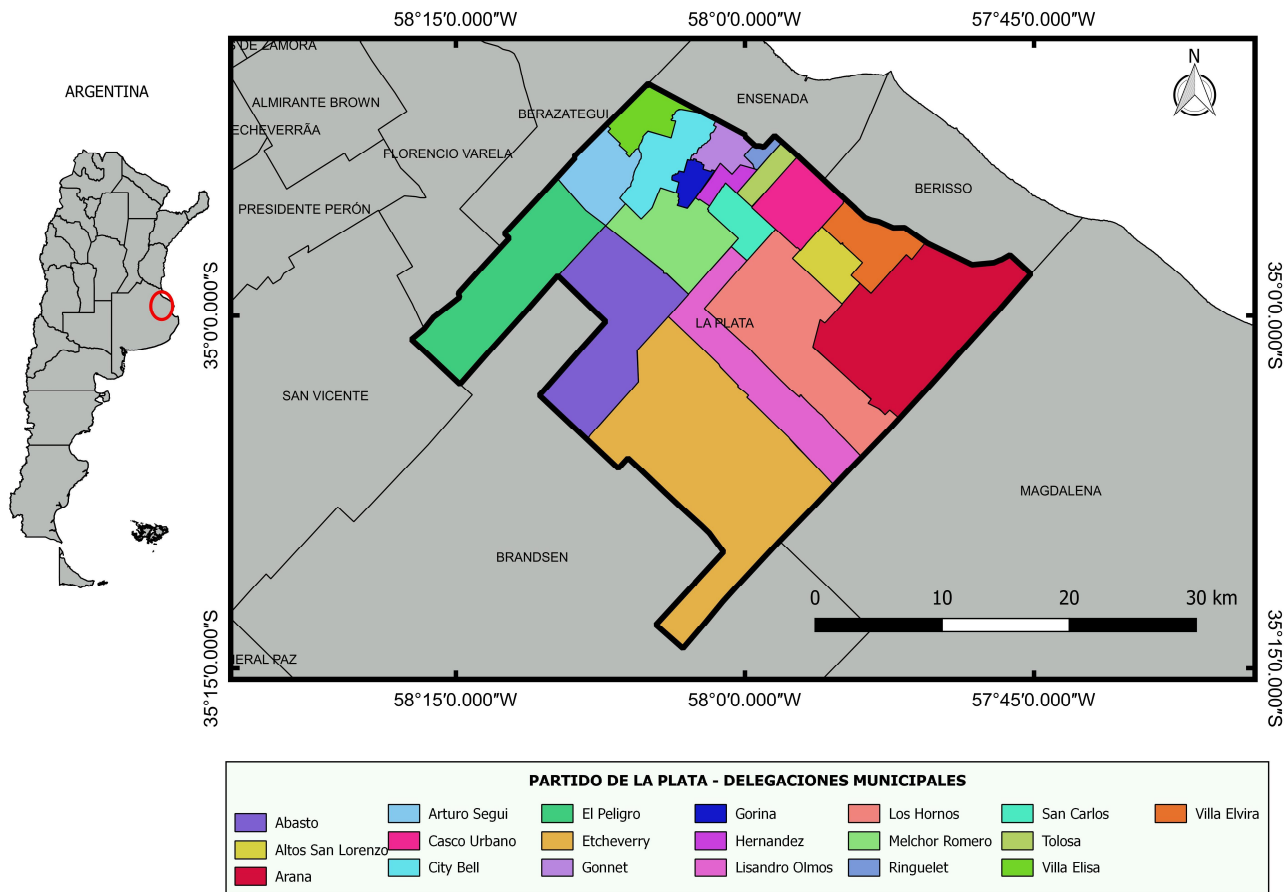 58°15'0.000"W 58°0'0.000"W 57°45'0.000"W
ARGENTINA
N
S DE ZAMORA
ALMIRANTE BROWN
ECHEVERRÃA
BERAZATEGUI
ENSENADA
FLORENCIO VARELA
BERISSO
PRESIDENTE PERÓN
35°0'0.000"S
35°0'0.000"S
LA PLATA
SAN VICENTE
MAGDALENA
BRANDSEN
0 10 20 30 km
NERAL PAZ
35°15'0.000"S
35°15'0.000"S
58°15'0.000"W 58°0'0.000"W 57°45'0.000"W
PARTIDO DE LA PLATA - DELEGACIONES MUNICIPALES
Abasto
Altos San Lorenzo
Arana
Arturo Segui
Casco Urbano
City Bell
El Peligro
Etcheverry
Gonnet
Gorina
Hernandez
Lisandro Olmos
Los Hornos
Melchor Romero
Ringuelet
San Carlos
Tolosa
Villa Elisa
Villa Elvira